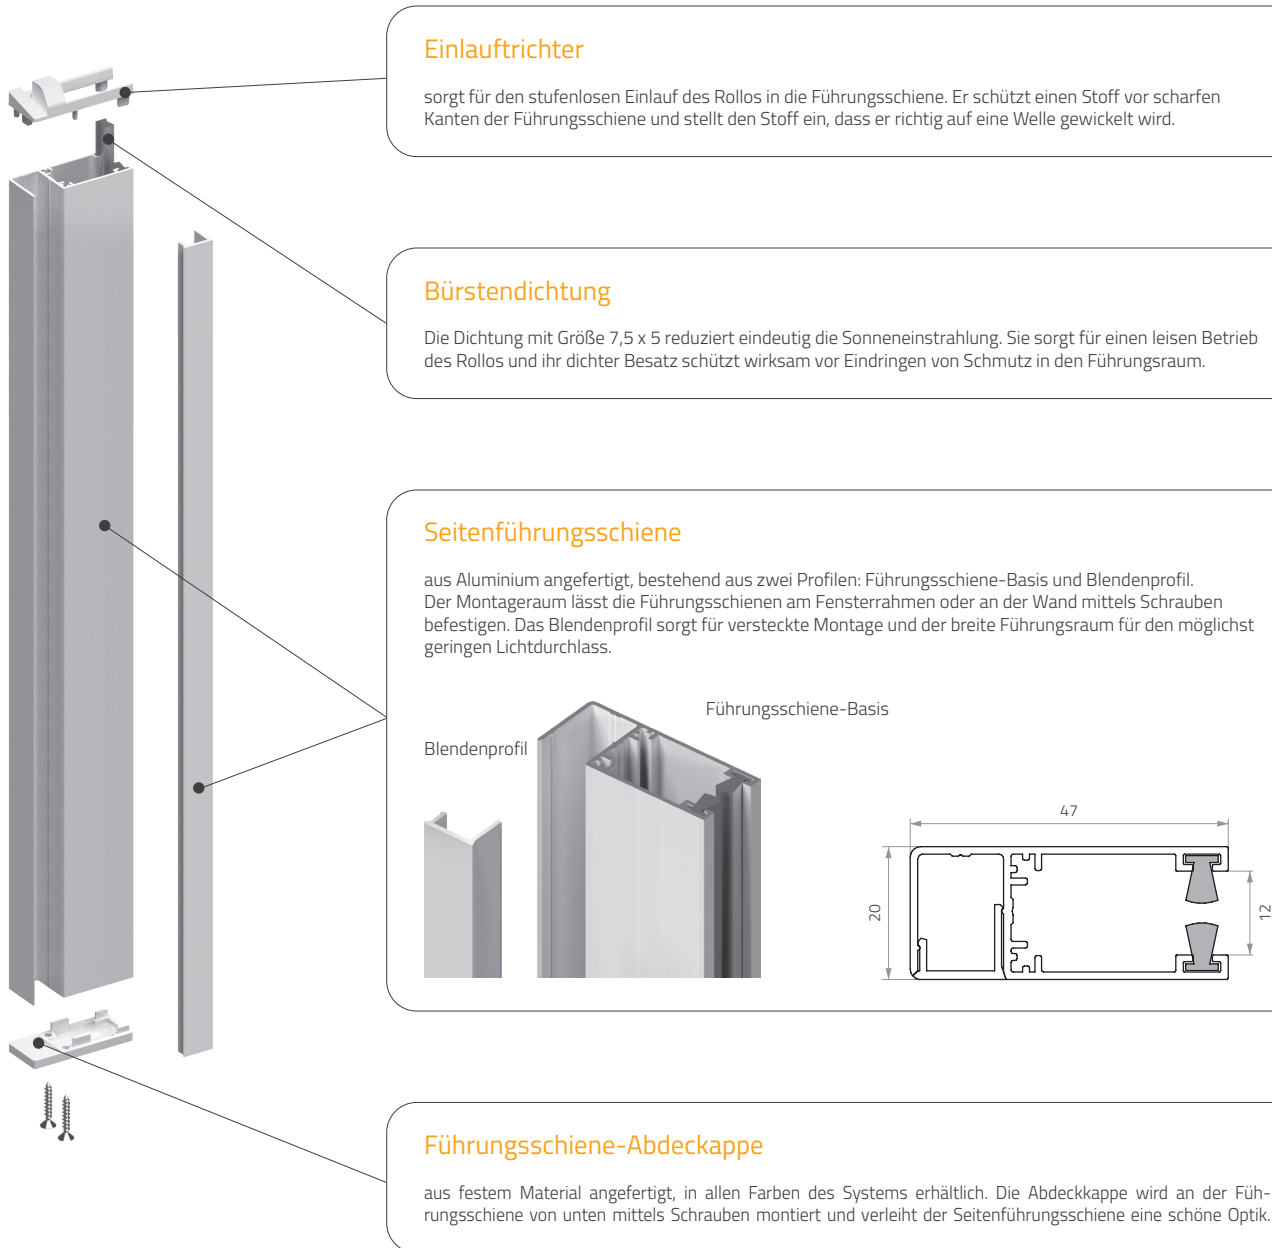 Einlauftrichter
sorgt für den stufenlosen Einlauf des Rollos in die Führungsschiene. Er schützt einen Stoff vor scharfen
Kanten der Führungsschiene und stellt den Stoff ein, dass er richtig auf eine Welle gewickelt wird.
Bürstendichtung
Die Dichtung mit Größe 7,5 x 5 reduziert eindeutig die Sonneneinstrahlung. Sie sorgt für einen leisen Betrieb
des Rollos und ihr dichter Besatz schützt wirksam vor Eindringen von Schmutz in den Führungsraum.
Seitenführungsschiene
aus Aluminium angefertigt, bestehend aus zwei Profilen: Führungsschiene-Basis und Blendenprofil.
Der Montageraum lässt die Führungsschienen am Fensterrahmen oder an der Wand mittels Schrauben
befestigen. Das Blendenprofil sorgt für versteckte Montage und der breite Führungsraum für den möglichst
geringen Lichtdurchlass.
Führungsschiene-Basis
Blendenprofil
47
20
12
Führungsschiene-Abdeckappe
aus festem Material angefertigt, in allen Farben des Systems erhältlich. Die Abdeckkappe wird an der Füh-
rungsschiene von unten mittels Schrauben montiert und verleiht der Seitenführungsschiene eine schöne Optik.